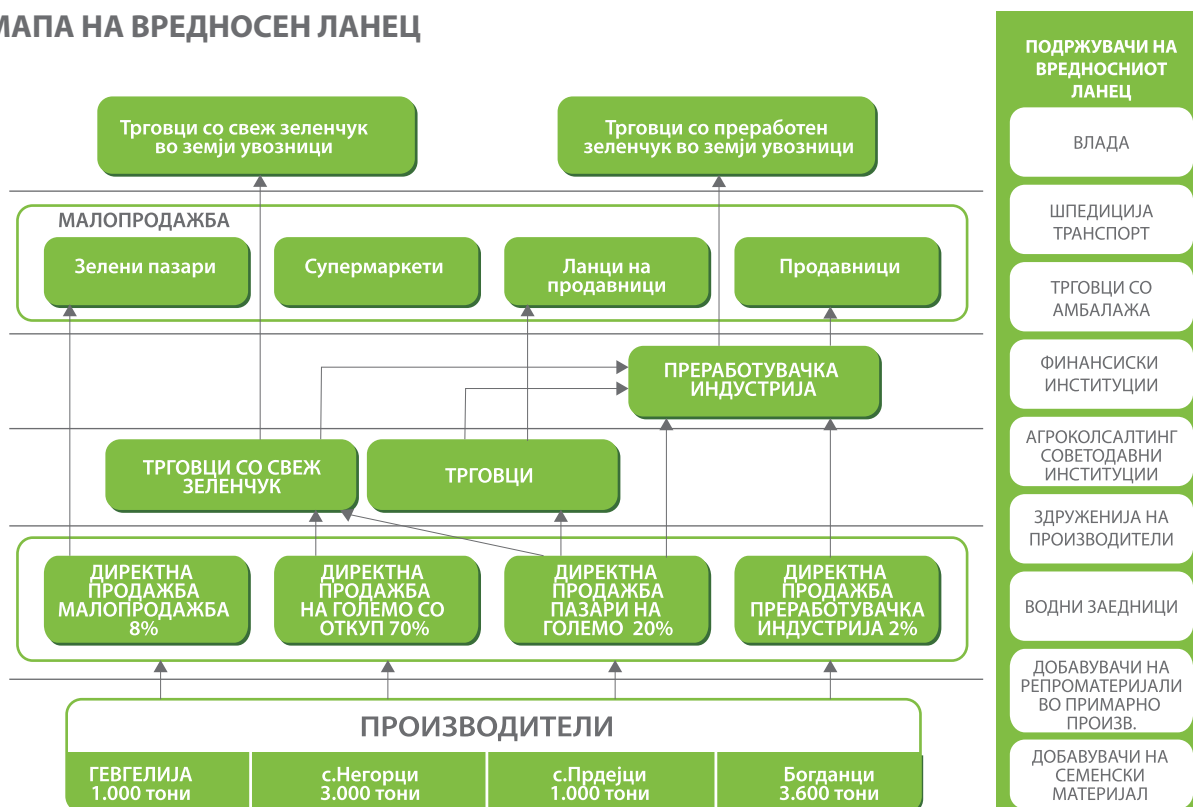 МАПА НА ВРЕДНОСЕН ЛАНЕЦ
Трговци со свеж зеленчук
во земји увозници
Трговци со преработен
зеленчук во земји увозници
МАЛОПРОДАЖБА
Зелени пазари
Супермаркети
Ланци на
продавници
Продавници
ПРЕРАБОТУВАЧКА
ИНДУСТРИЈА
ТРГОВЦИ СО СВЕЖ
ЗЕЛЕНЧУК
ТРГОВЦИ
ДИРЕКТНА
ПРОДАЖБА
МАЛОПРОДАЖБА
8%
ДИРЕКТНА
ПРОДАЖБА
НА ГОЛЕМО СО
ОТКУП 70%
ДИРЕКТНА
ПРОДАЖБА
ПАЗАРИ НА
ГОЛЕМО 20%
ДИРЕКТНА
ПРОДАЖБА
ПРЕРАБОТУВАЧКА
ИНДУСТРИЈА 2%
ПРОИЗВОДИТЕЛИ
ГЕВГЕЛИЈА
1.000 тони
с.Негорци
3.000 тони
с.Прдејци
1.000 тони
Богданци
3.600 тони
ПОДРЖУВАЧИ НА
ВРЕДНОСНИОТ
ЛАНЕЦ
ВЛАДА
ШПЕДИЦИЈА
ТРАНСПОРТ
ТРГОВЦИ СО
АМБАЛАЖА
ФИНАНСИСКИ
ИНСТИТУЦИИ
АГРОКОЛСАЛТИНГ
СОВЕТОДАВНИ
ИНСТИТУЦИИ
ЗДРУЖЕНИЈА НА
ПРОИЗВОДИТЕЛИ
ВОДНИ ЗАЕДНИЦИ
ДОБАВУВАЧИ НА
РЕПРОМАТЕРИЈАЛИ
ВО ПРИМАРНО
ПРОИЗВ.
ДОБАВУВАЧИ НА
СЕМЕНСКИ
МАТЕРИЈАЛ